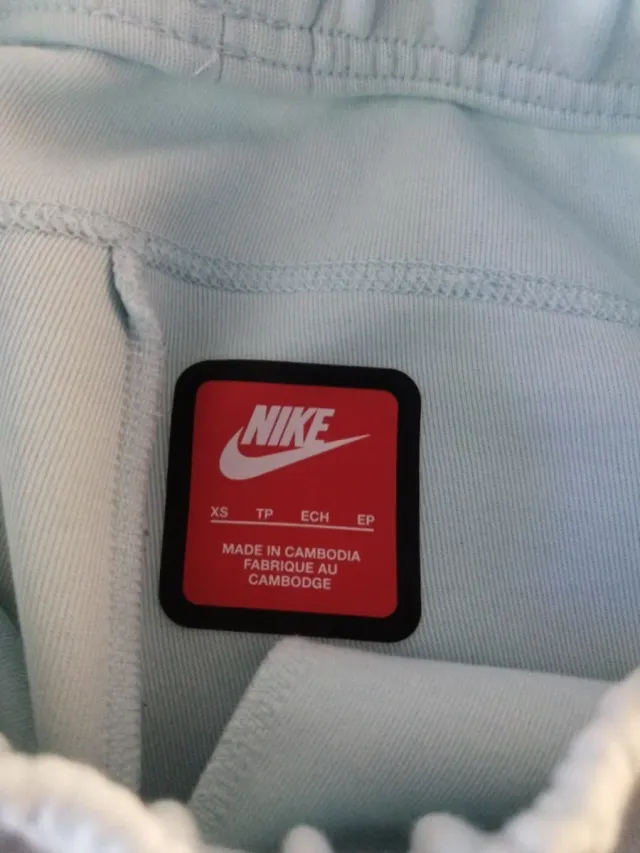 NIKE
XS TP ECH EP
MADE IN CAMBODIA
FABRIQUE AU
CAMBODGE